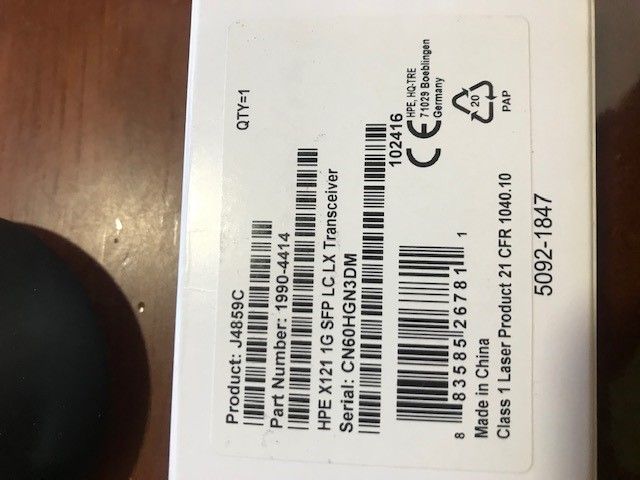 Product: J4859C
QTY=1
Part Number: 1990-4414
HPE X121 1G SFP LC LX Transceiver
Serial: CN60HGN3DM
102416
CE
HPE, HQ-TRE
71029 Boeblingen
Germany
8 83585 26781 1
20
PAP
Made in China
Class 1 Laser Product 21 CFR 1040.10
5092-1847